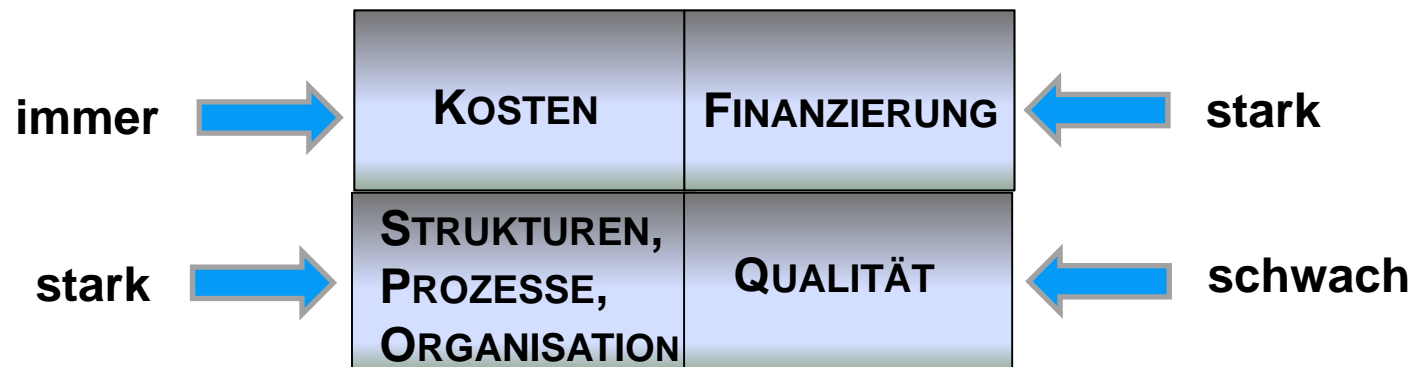 immer
KOSTEN
FINANZIERUNG
stark
stark
STRUKTUREN,
PROZESSE,
ORGANISATION
QUALITÄT
schwach